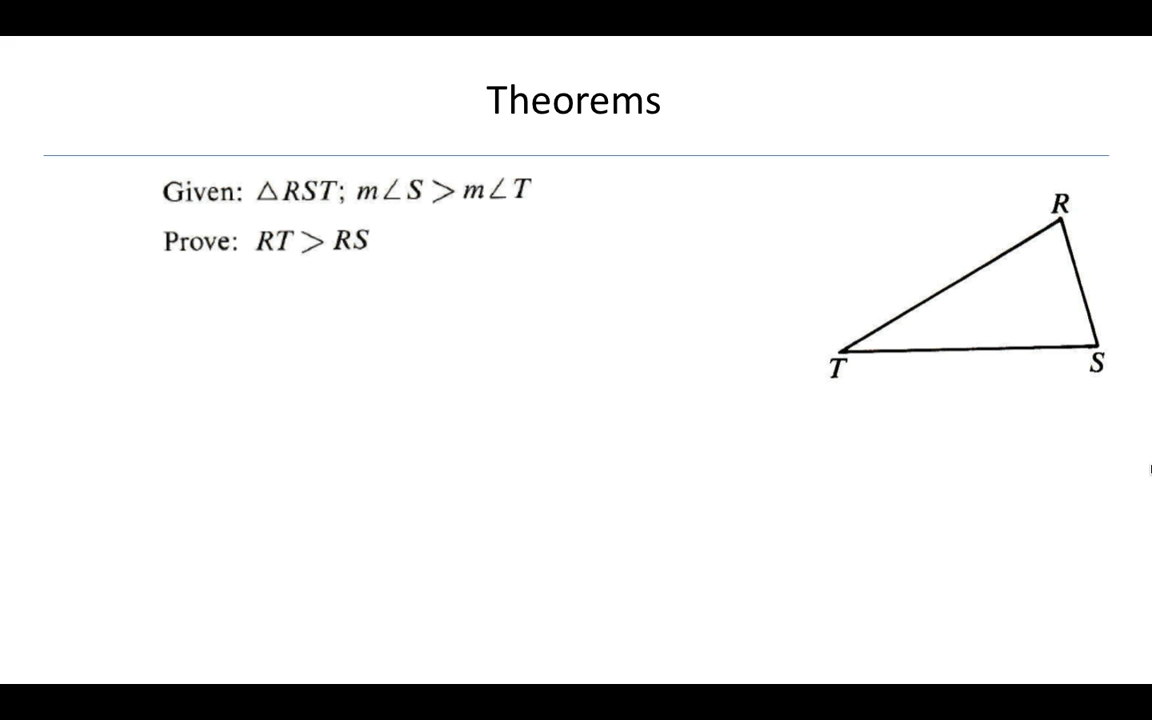 Theorems
Given: △RST; m∠S > m∠T
Prove: RT > RS
R
T
S